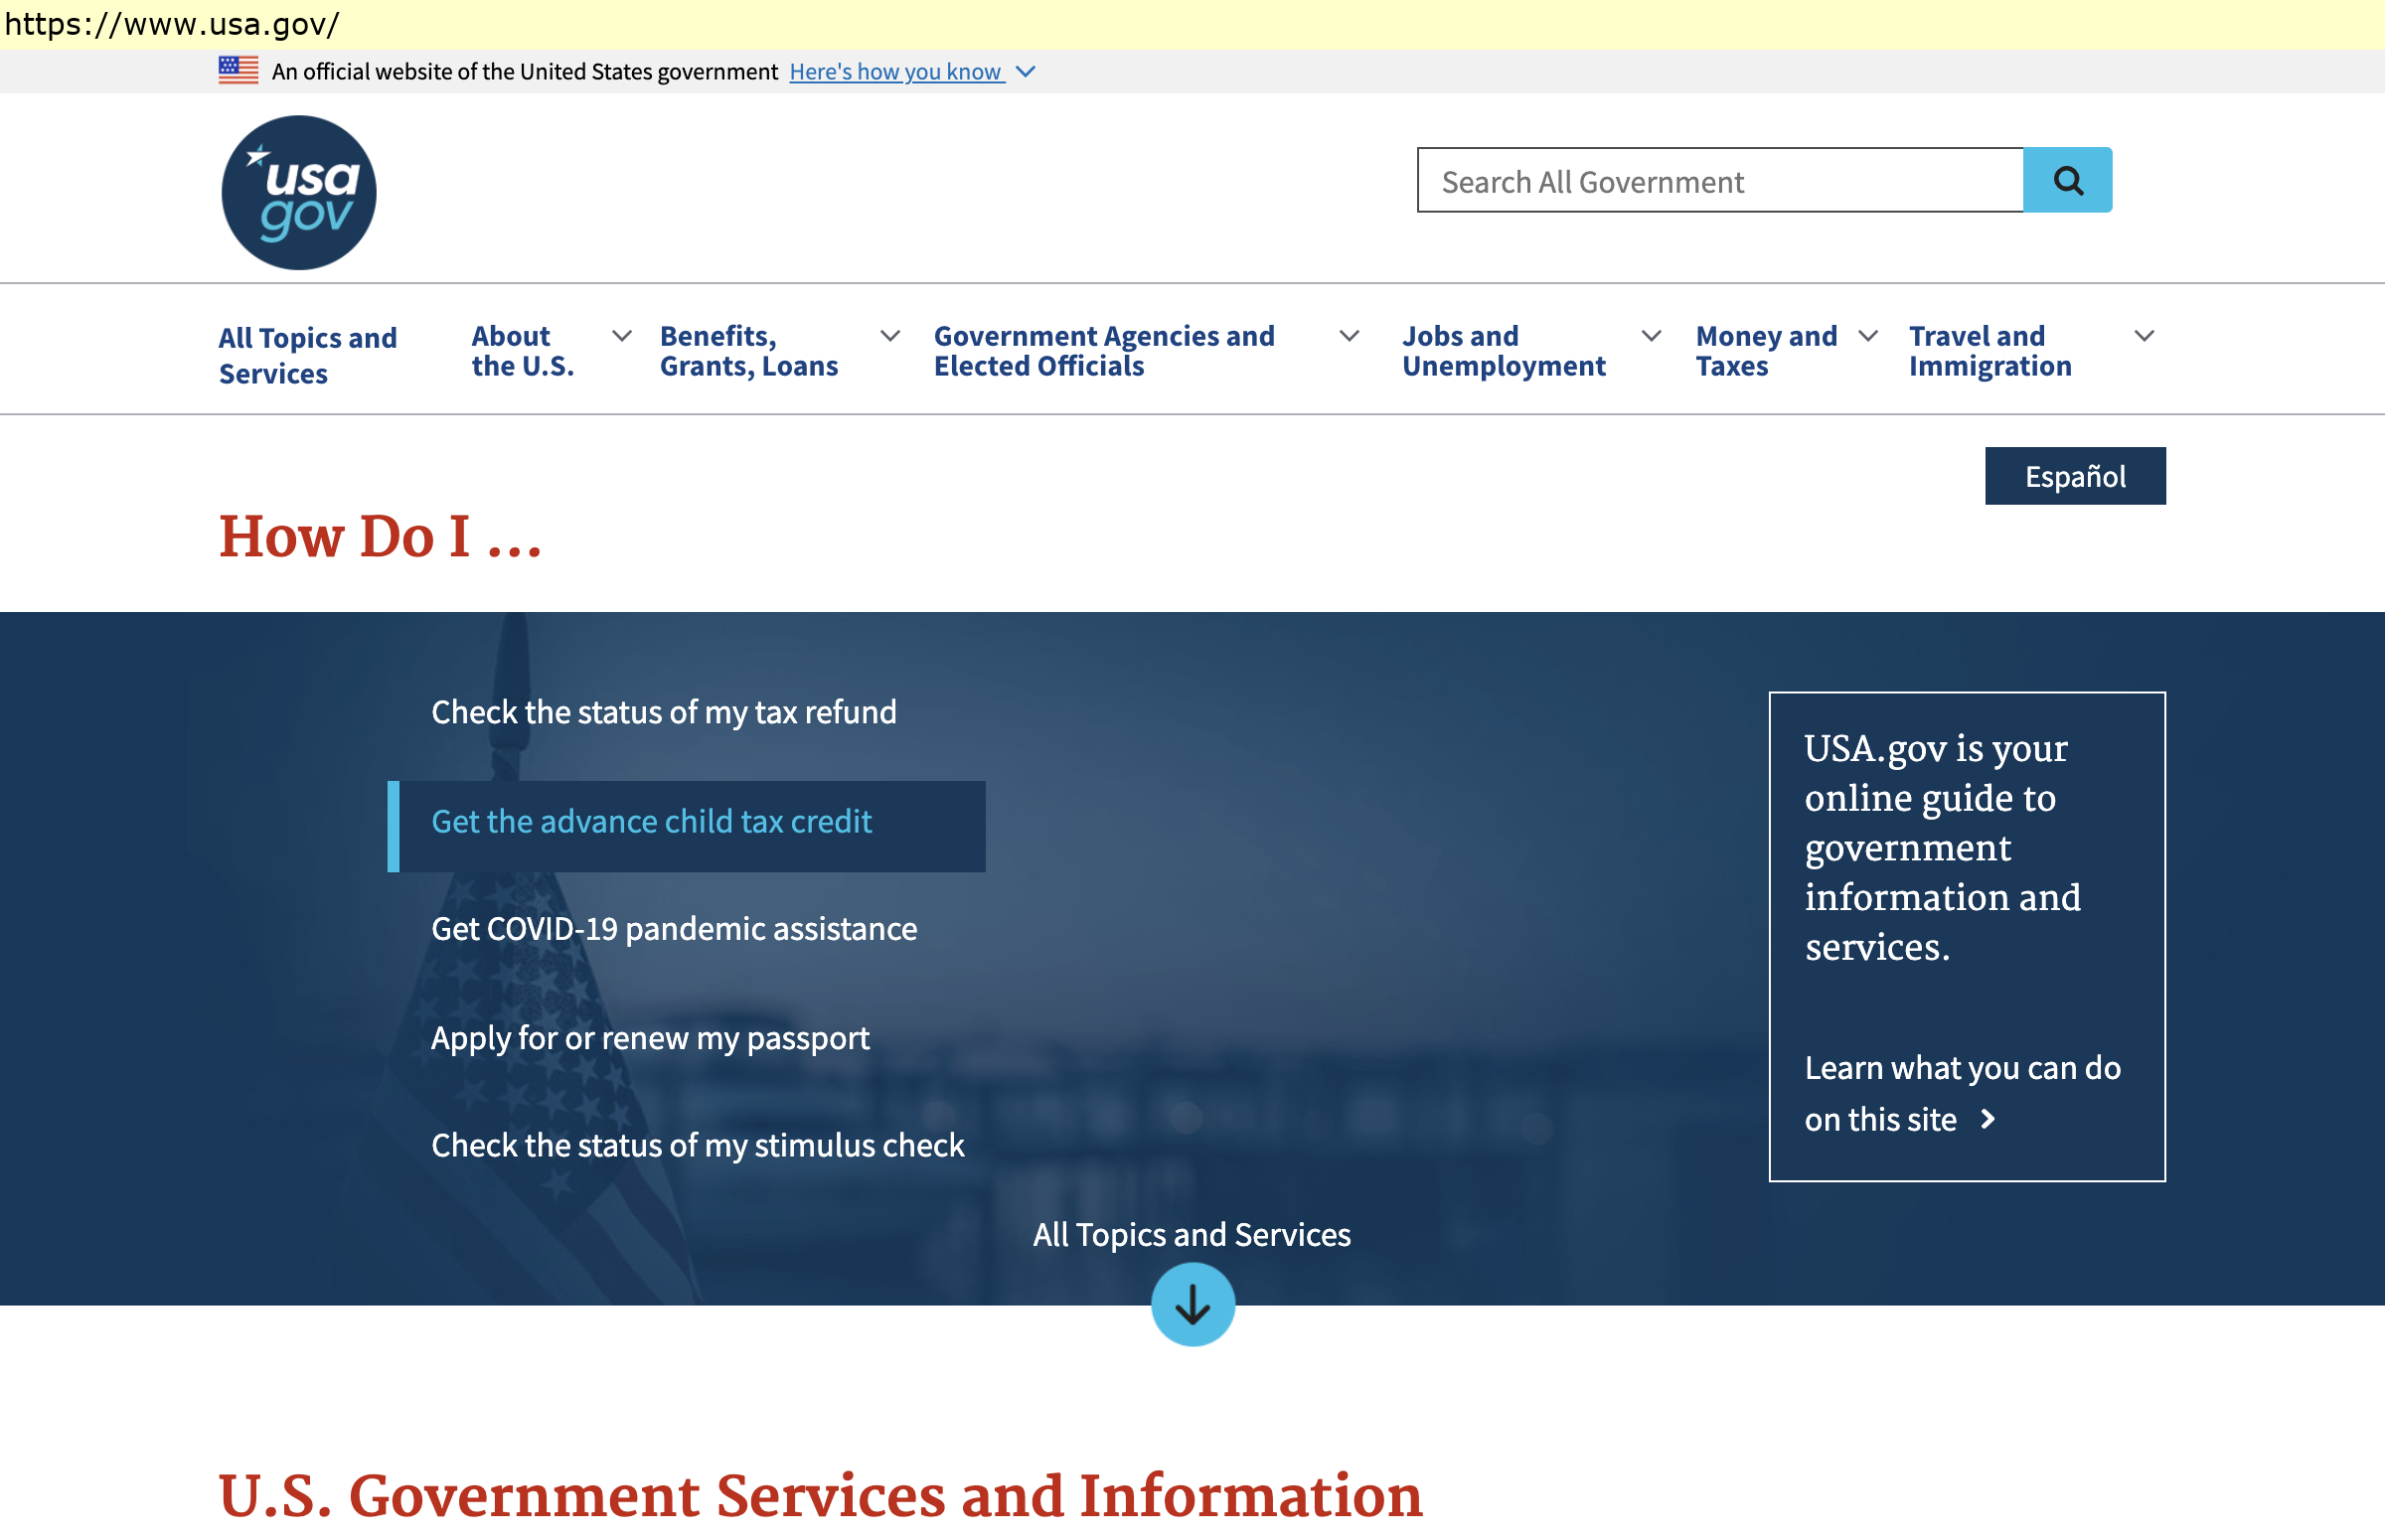 https://www.usa.gov/
An official website of the United States government Here's how you know
usa
gov
Search All Government
All Topics and
Services
About
the U.S.
Benefits,
Grants, Loans
Government Agencies and
Elected Officials
Jobs and
Unemployment
Money and
Taxes
Travel and
Immigration
Español
How Do I ...
Check the status of my tax refund
Get the advance child tax credit
Get COVID-19 pandemic assistance
Apply for or renew my passport
Check the status of my stimulus check
USA.gov is your
online guide to
government
information and
services.
Learn what you can do
on this site
All Topics and Services
U.S. Government Services and Information